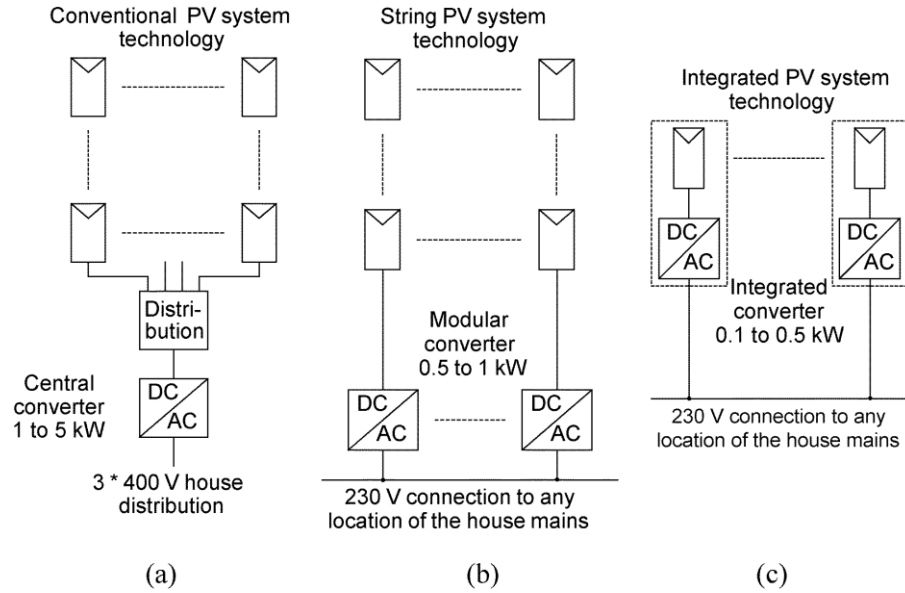 Conventional PV system
technology
Distri-
bution
Central
converter
1 to 5 kW
DC
AC
3 * 400 V house
distribution
(a)
String PV system
technology
Modular
converter
0.5 to 1 kW
DC
AC
DC
AC
230 V connection to any
location of the house mains
(b)
Integrated PV system
technology
DC
AC
DC
AC
Integrated
converter
0.1 to 0.5 kW
230 V connection to any
location of the house mains
(c)